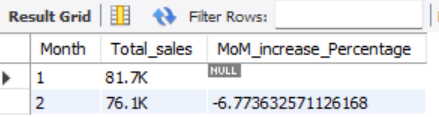 Result Grid Filter Rows:
Month Total_sales MoM_increase_Percentage
1 81.7K NULL
2 76.1K -6.773632571126168